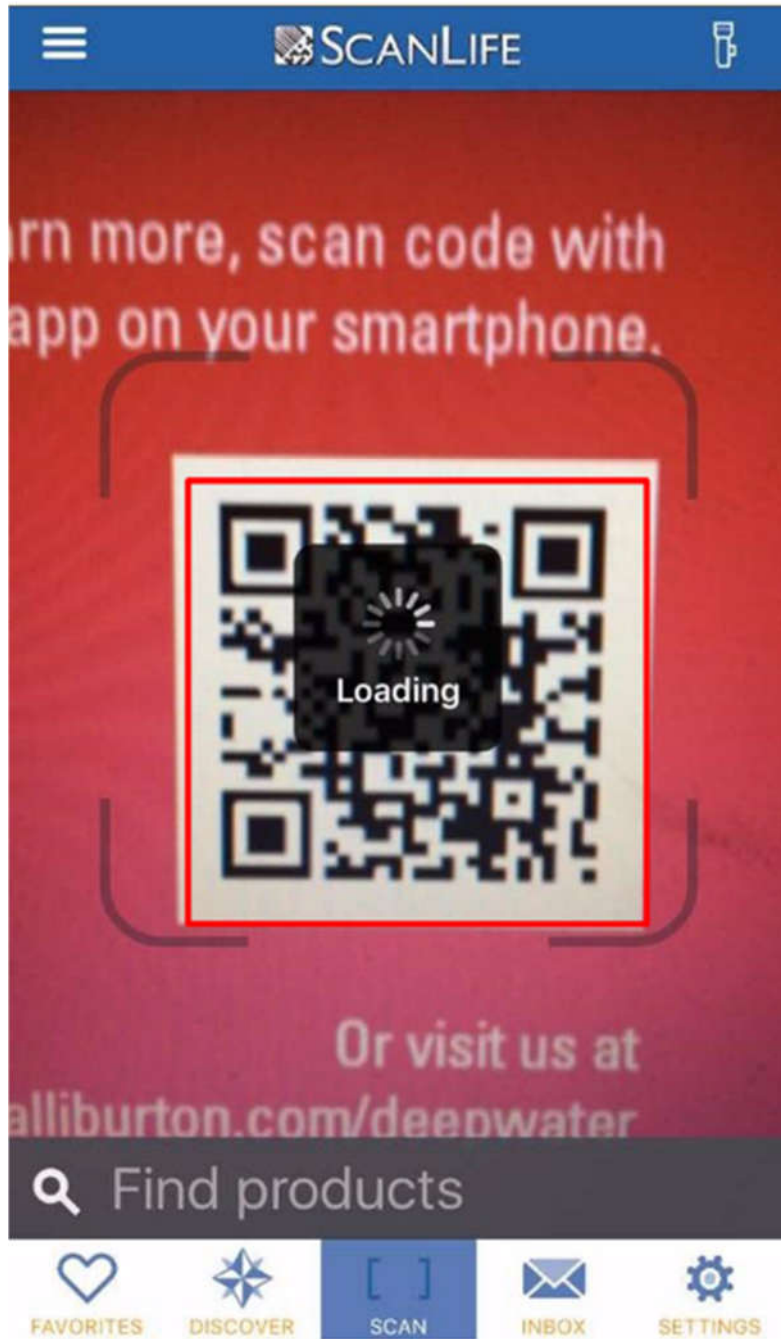 SCANLIFE
rn more, scan code with
app on your smartphone.
Loading
Or visit us at
alliburton.com/deepwater
Find products
FAVORITES DISCOVER SCAN INBOX SETTINGS